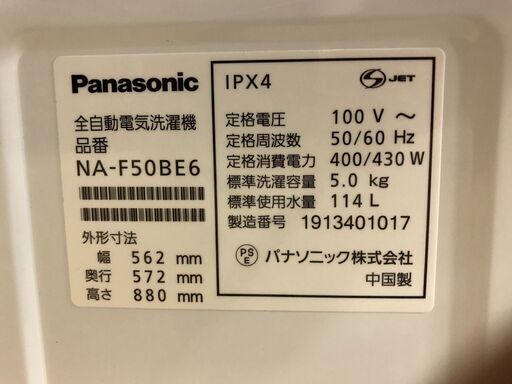 Panasonic
全自動電気洗濯機
品番
NA-F50BE6
外形寸法
幅 562 mm
奥行 572 mm
高さ 880 mm
IPX4
S JET
定格電圧 100 V ～
定格周波数 50/60 Hz
定格消費電力 400/430 W
標準洗濯容量 5.0 kg
標準使用水量 114 L
製造番号 1913401017
PS
E
パナソニック株式会社
中国製